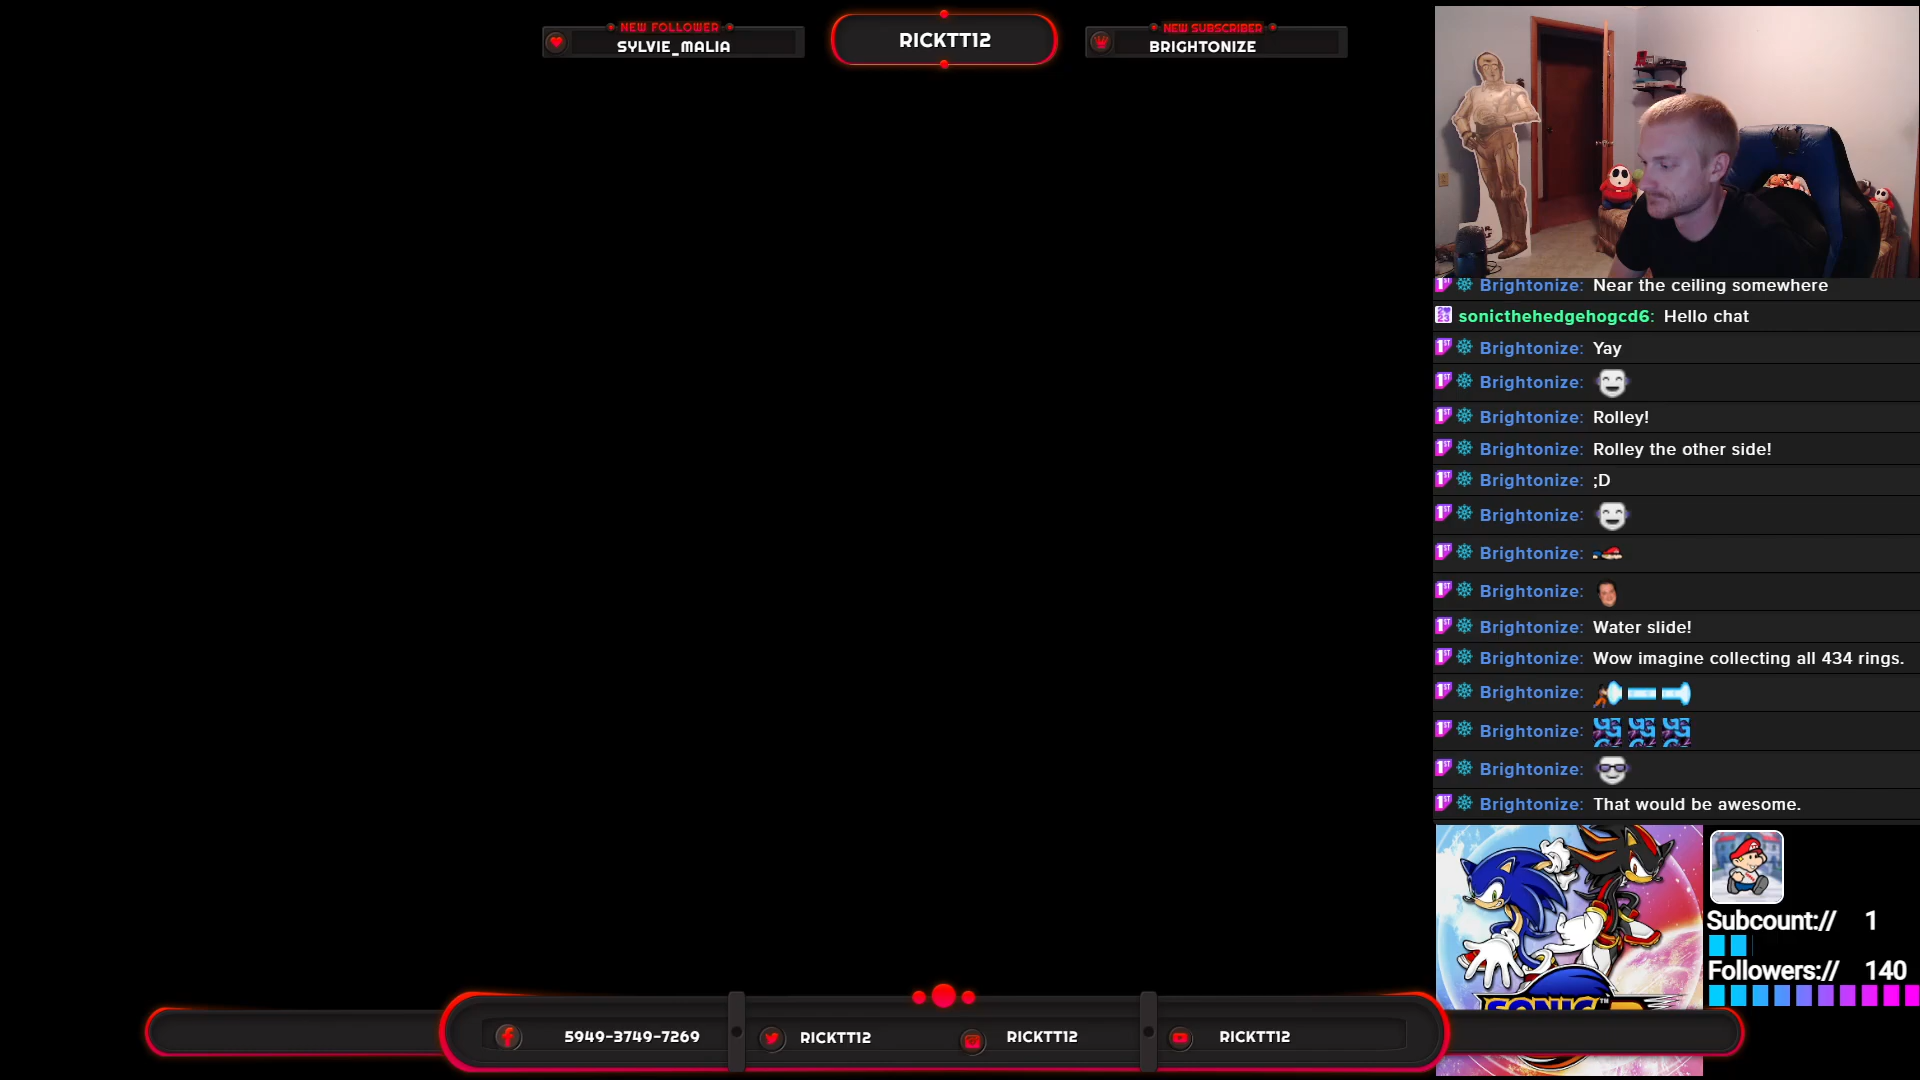 NEW FOLLOWER
SYLVIE_MALIA
RICKTT12
NEW SUBSCRIBER
BRIGHTONIZE
Brightonize: Near the ceiling somewhere
sonicthehedgehogcd6: Hello chat
Brightonize: Yay
Brightonize:
Brightonize: Rolley!
Brightonize: Rolley the other side!
Brightonize: ;D
Brightonize:
Brightonize:
Brightonize:
Brightonize: Water slide!
Brightonize: Wow imagine collecting all 434 rings.
Brightonize:
Brightonize:
Brightonize:
Brightonize: That would be awesome.
SONIC
Subcount:// 1
Followers:// 140
5949-3749-7269
RICKTT12
RICKTT12
RICKTT12